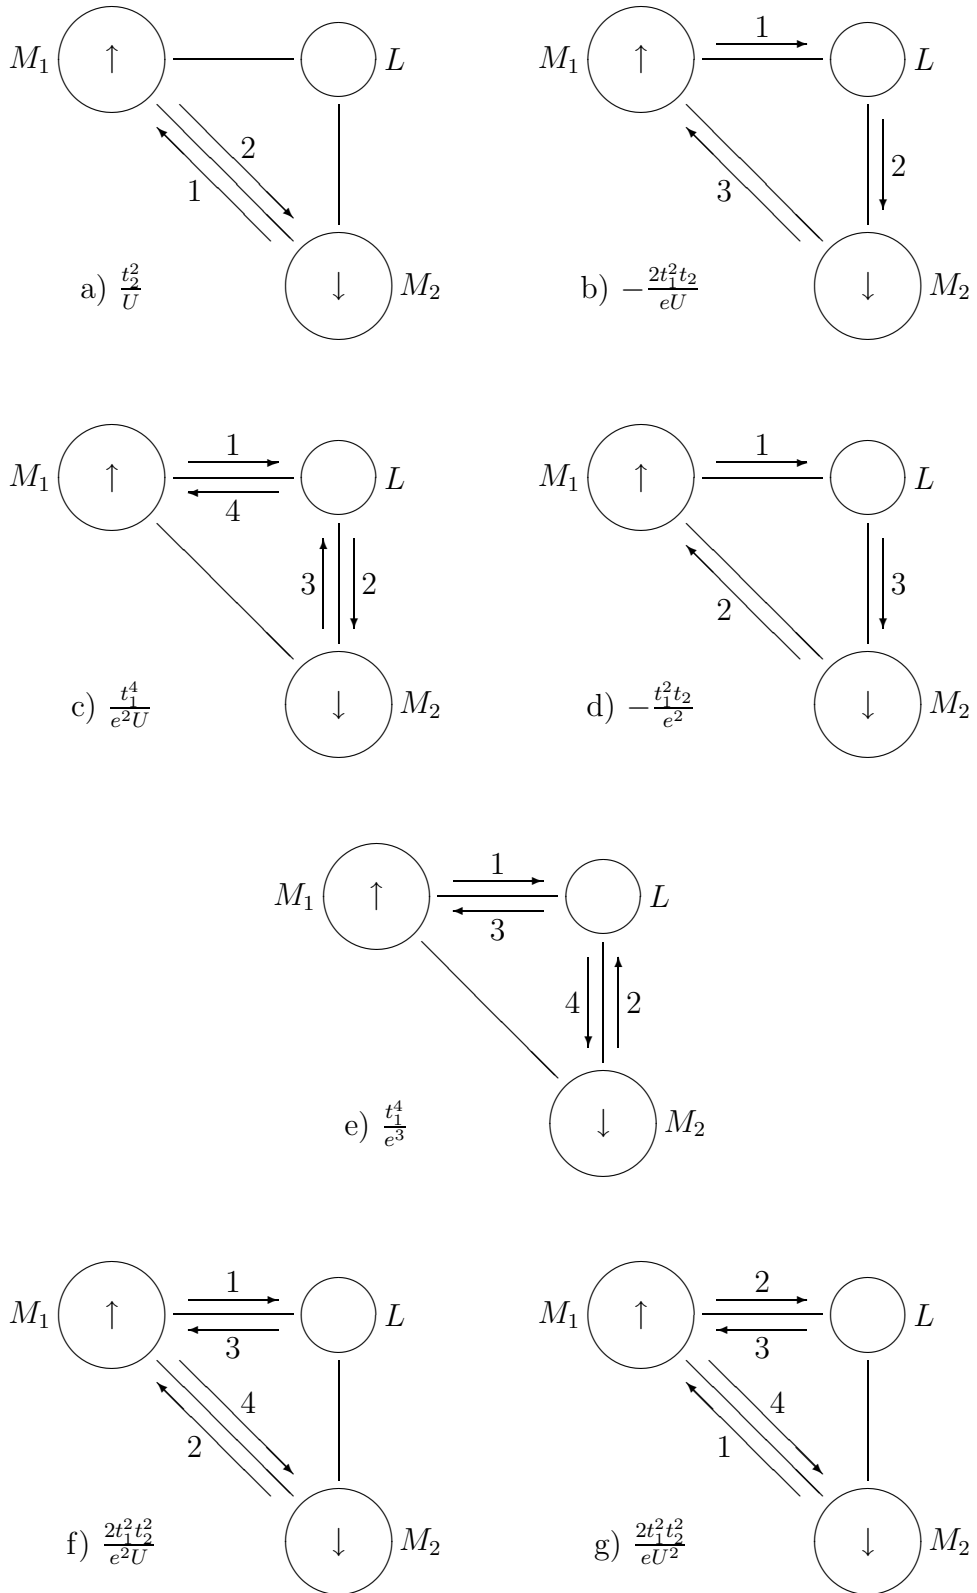 M₁ ↑ L M₁ ↑ 1 L
2 1 2 3
a) t₂²/U ↓ M₂ b) −2t₁²t₂/eU ↓ M₂
M₁ ↑ 1 4 L M₁ ↑ 1 L
3 2 2 3
c) t₁⁴/e²U ↓ M₂ d) −t₁²t₂/e² ↓ M₂
M₁ ↑ 1 3 L
4 2
e) t₁⁴/e³ ↓ M₂
M₁ ↑ 1 3 L M₁ ↑ 2 3 L
4 2 4 1
f) 2t₁²t₂²/e²U ↓ M₂ g) 2t₁²t₂²/eU² ↓ M₂